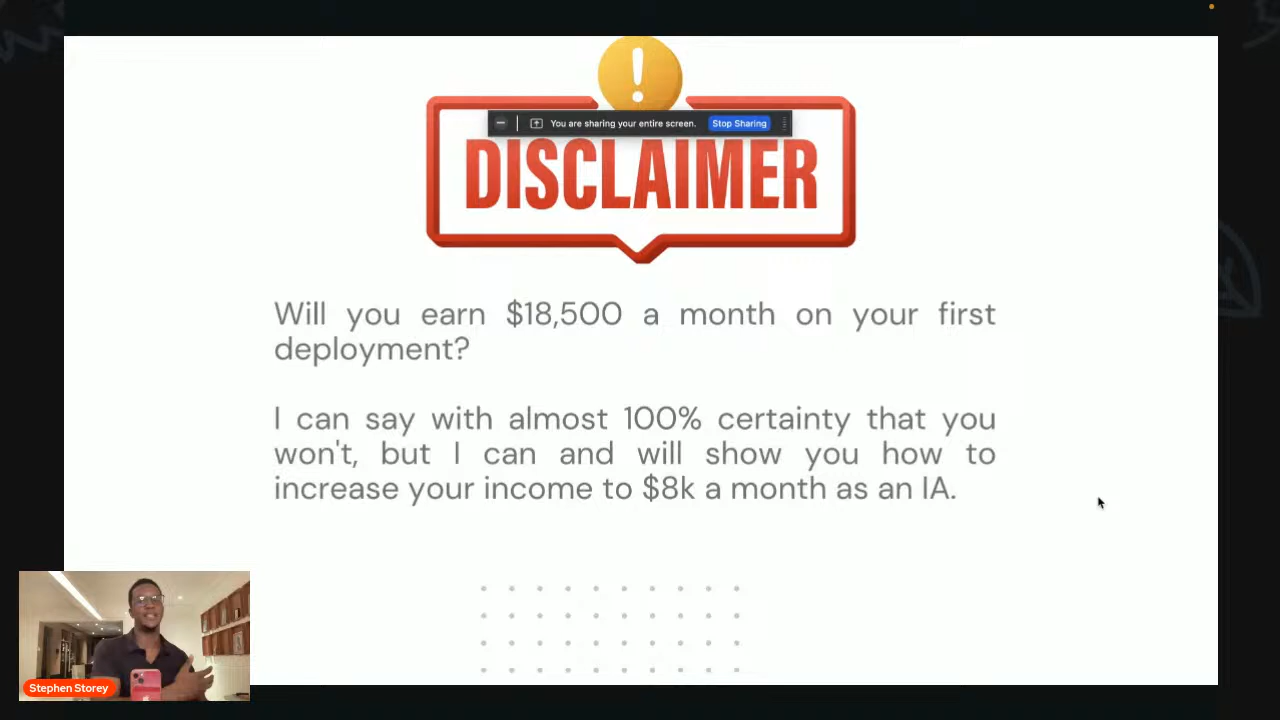 You are sharing your entire screen. Stop Sharing
DISCLAIMER
Will you earn $18,500 a month on your first
deployment?
I can say with almost 100% certainty that you
won't, but I can and will show you how to
increase your income to $8k a month as an IA.
Stephen Storey